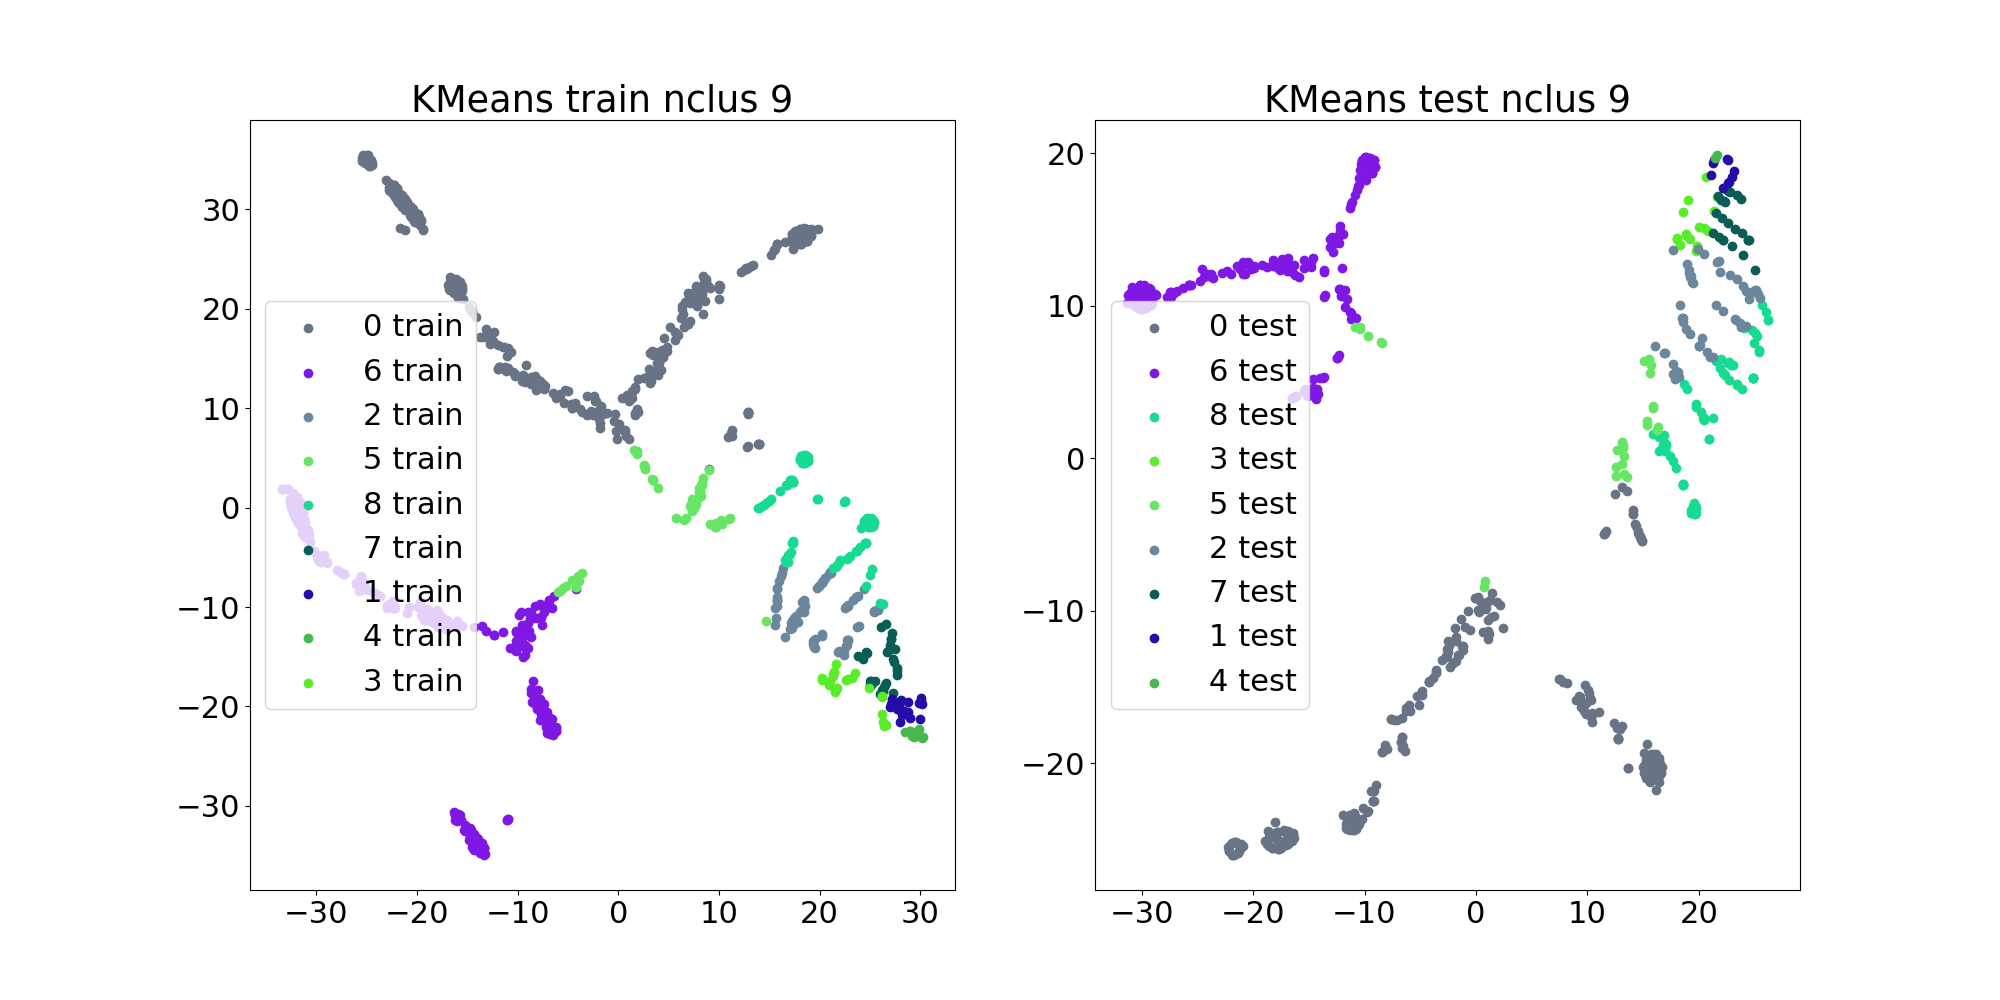 KMeans train nclus 9
30
20
10
0
−10
−20
−30
−30 −20 −10 0 10 20 30
0 train
6 train
2 train
5 train
8 train
7 train
1 train
4 train
3 train
KMeans test nclus 9
20
10
0
−10
−20
−30 −20 −10 0 10 20
0 test
6 test
8 test
3 test
5 test
2 test
7 test
1 test
4 test